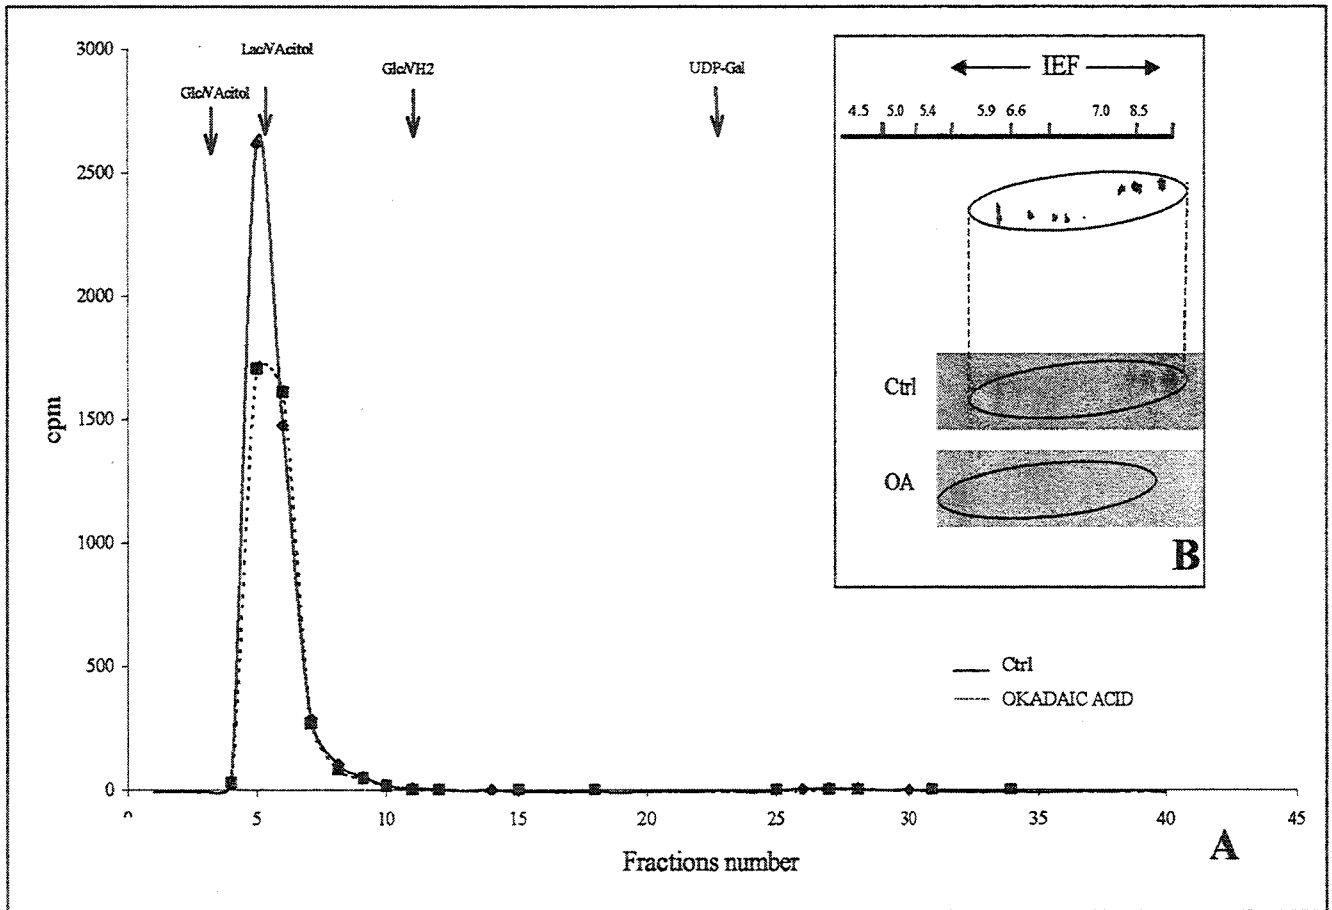 3000
2500
2000
1500
1000
500
0
cpm
LacNAcitol
GlcNAcitol
GlcNH2
UDP-Gal
IEF
4.5 5.0 5.4 5.9 6.6 7.0 8.5
Ctrl
OA
B
Ctrl
OKADAIC ACID
5 10 15 20 25 30 35 40 45
Fractions number
A